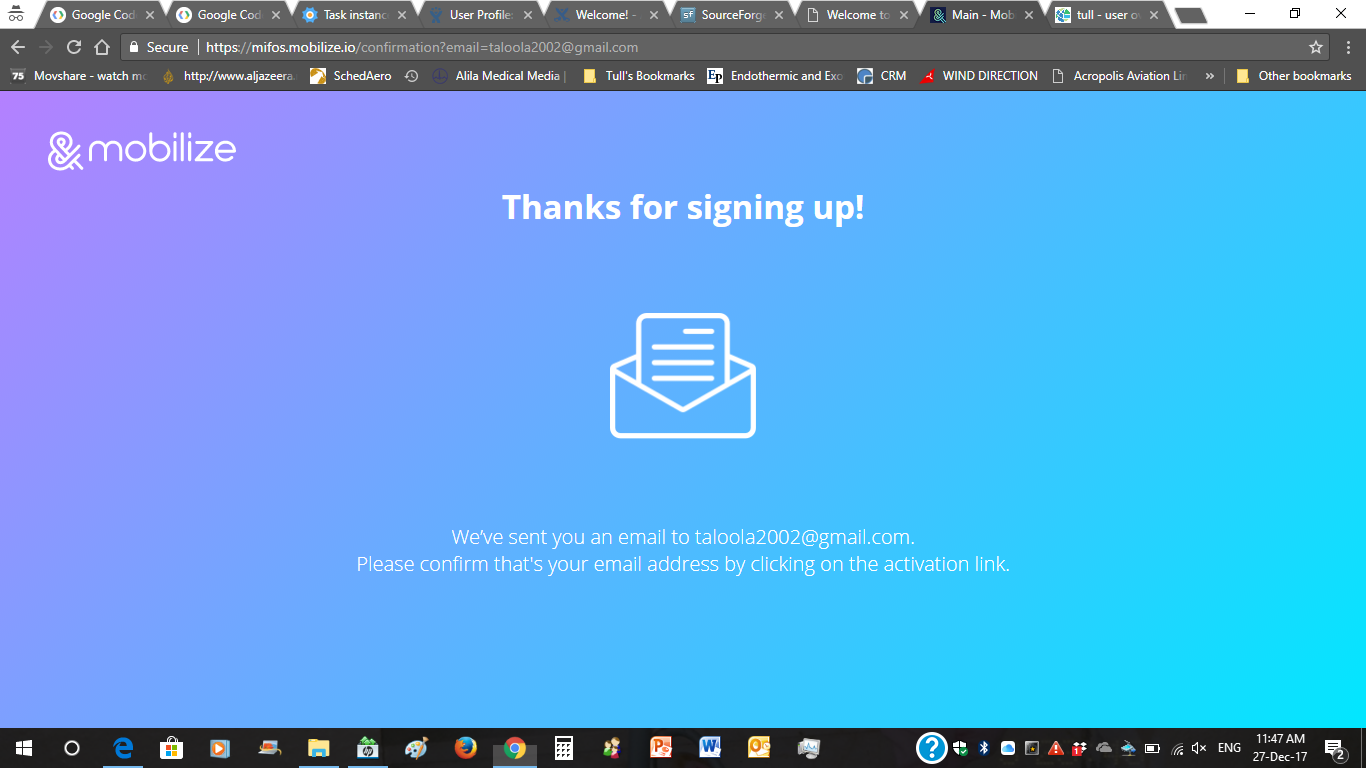 Google Cod
Google Cod
Task instanc
User Profile:
Welcome! -
SourceForge
Welcome to
Main - Mob
tull - user o
Secure
https://mifos.mobilize.io/confirmation?email=taloola2002@gmail.com
75 Movshare - watch mo
http://www.aljazeera.
SchedAero
Alila Medical Media |
Tull's Bookmarks
EP Endothermic and Exo
CRM
WIND DIRECTION
Acropolis Aviation Lin
»
Other bookmarks
mobilize
Thanks for signing up!
We’ve sent you an email to taloola2002@gmail.com.
Please confirm that's your email address by clicking on the activation link.
ENG
11:47 AM
27-Dec-17
2